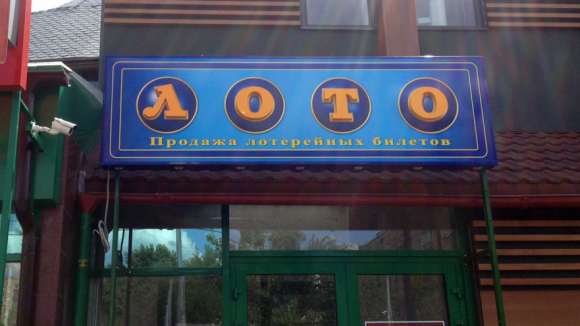 ЛОТО
Продажа лотерейных билетов